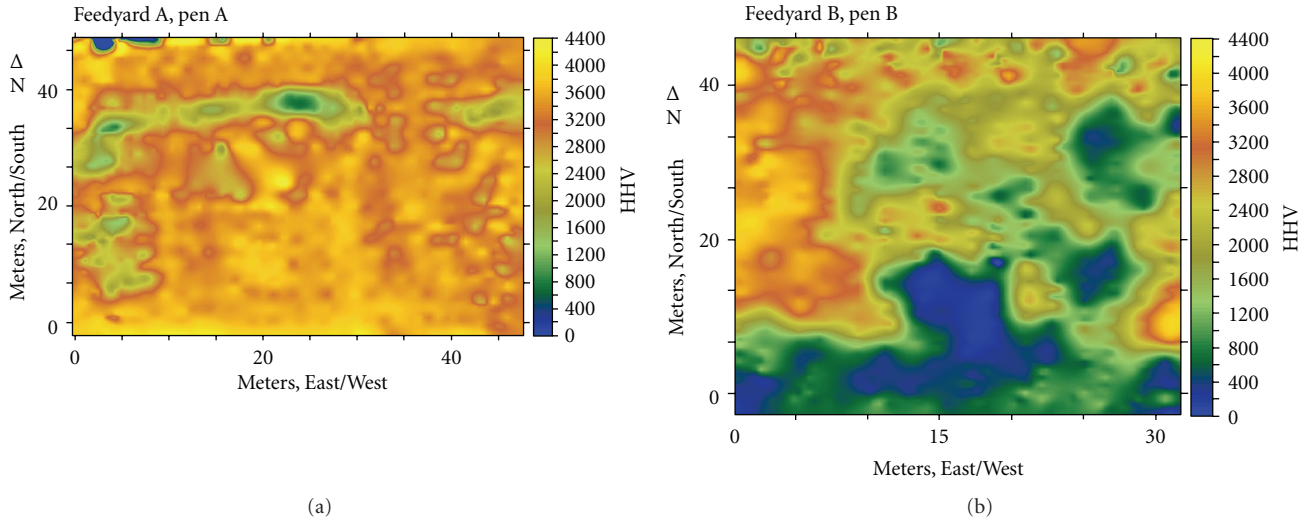 Feedyard A, pen A
Δ
N
Meters, North/South
40
20
0
0
20
40
Meters, East/West
4400
4000
3600
3200
2800
2400
2000
1600
1200
800
400
0
HHV
(a)
Feedyard B, pen B
Δ
N
Meters, North/South
40
20
0
0
15
30
Meters, East/West
4400
4000
3600
3200
2800
2400
2000
1600
1200
800
400
0
HHV
(b)